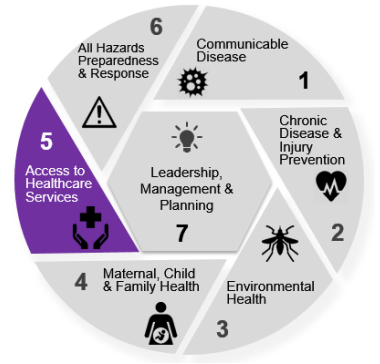 6
All Hazards
Preparedness
& Response
Communicable
Disease
1
Chronic
Disease &
Injury
Prevention
2
Environmental
Health
3
4
Maternal, Child
& Family Health
5
Access to
Healthcare
Services
Leadership,
Management &
Planning
7